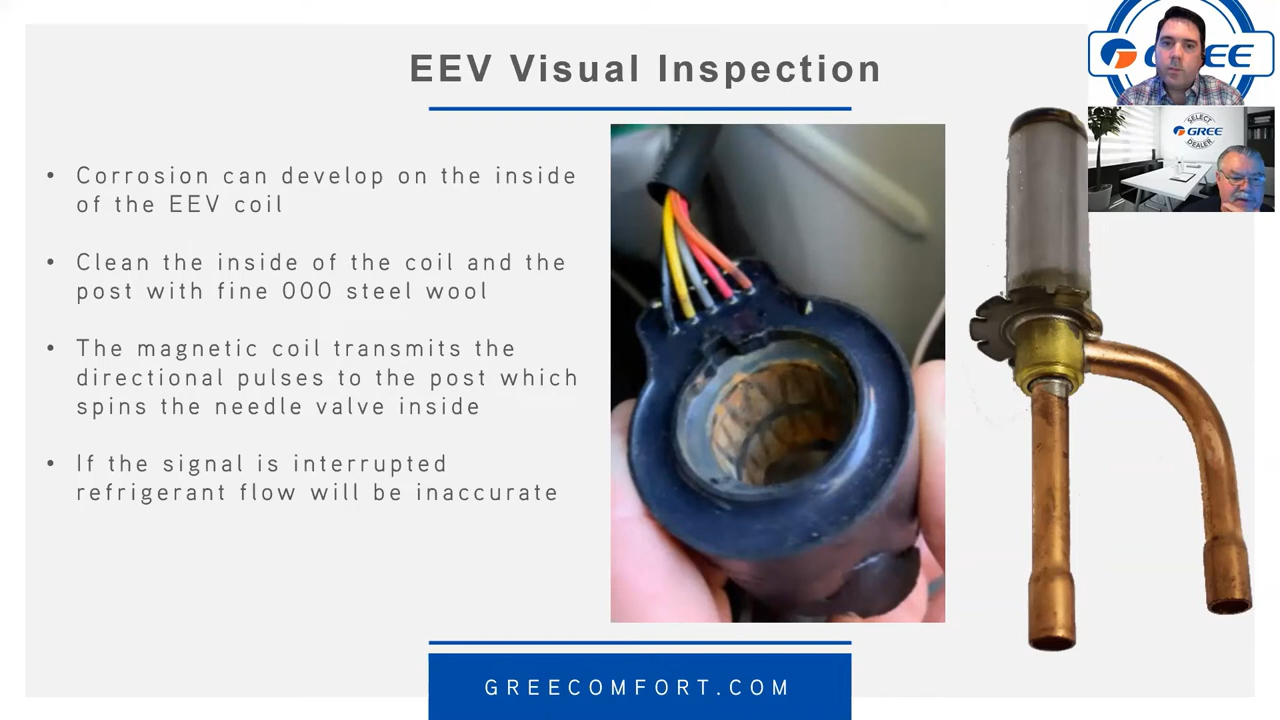 EEV Visual Inspection
• Corrosion can develop on the inside
of the EEV coil
• Clean the inside of the coil and the
post with fine 000 steel wool
• The magnetic coil transmits the
directional pulses to the post which
spins the needle valve inside
• If the signal is interrupted
refrigerant flow will be inaccurate
GREECOMFORT.COM
SELECT
GREE
DEALER